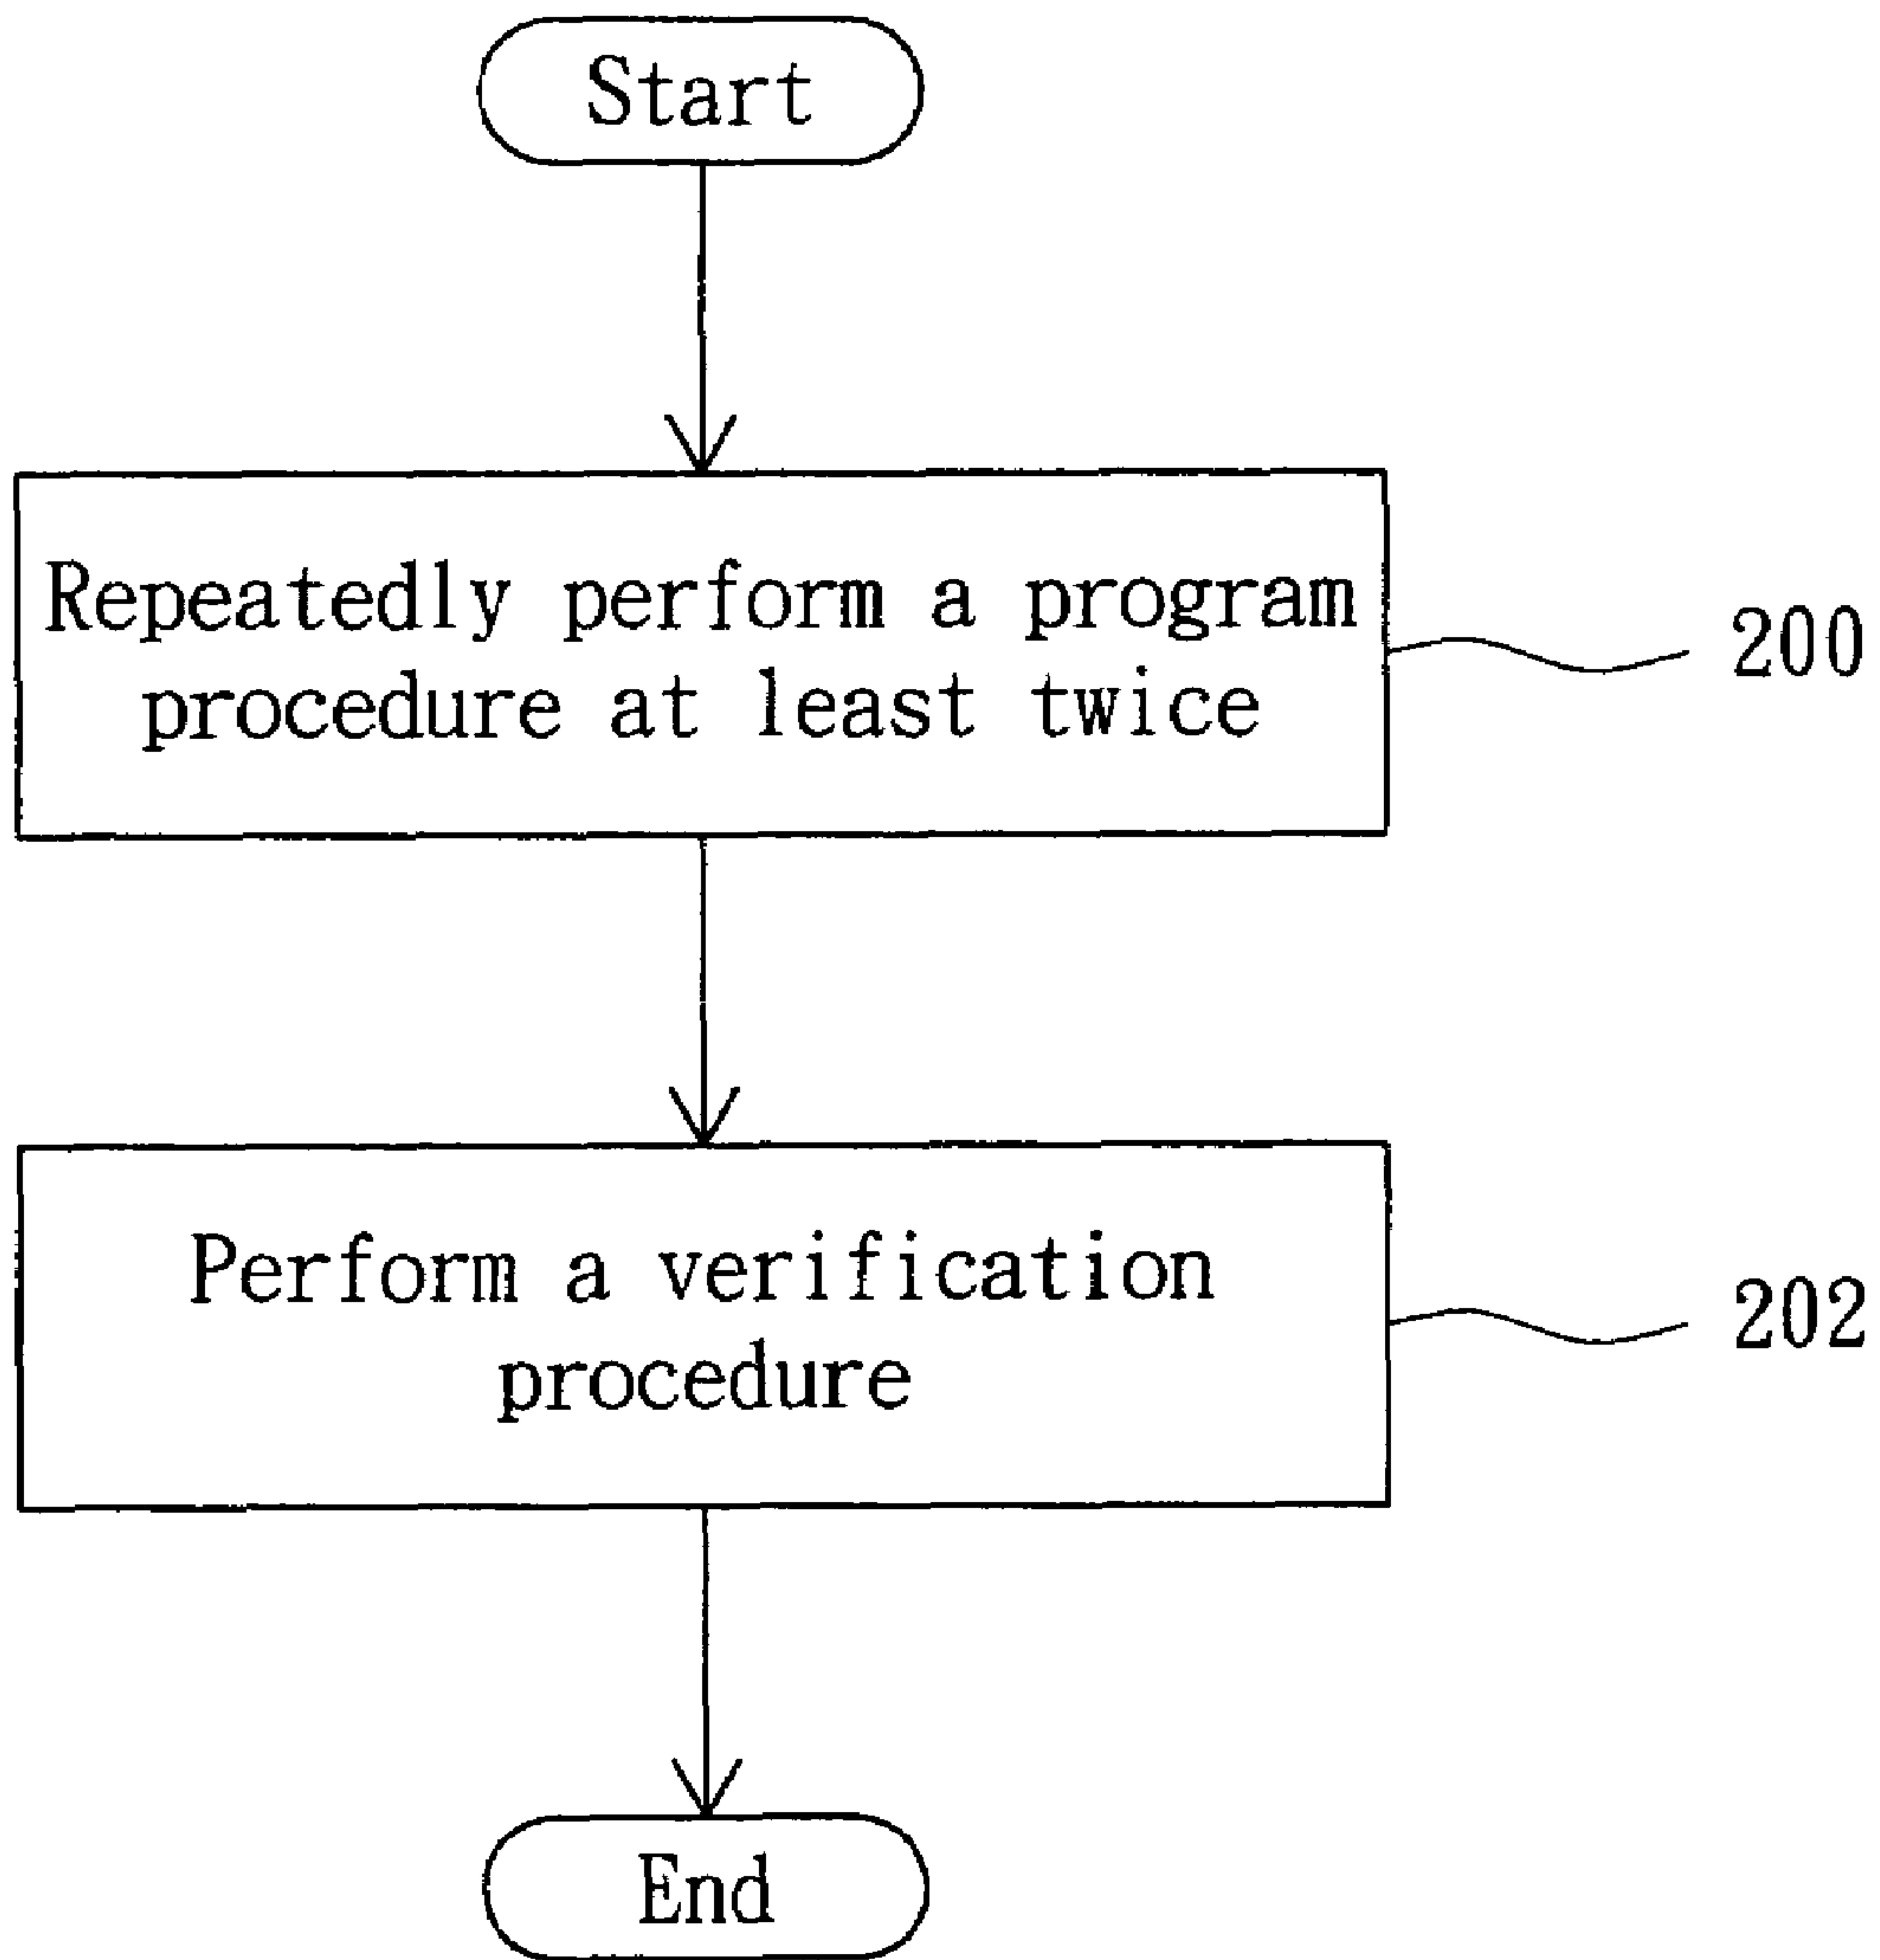 Start
Repeatedly perform a program
procedure at least twice
200
Perform a verification
procedure
202
End